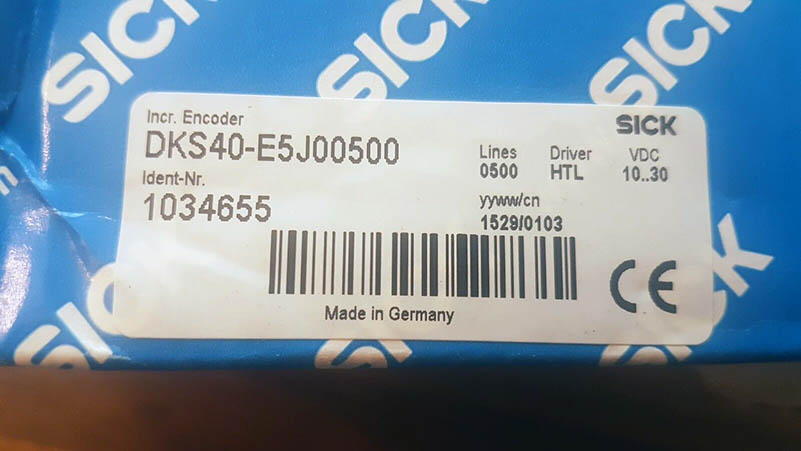 SICK
SICK
SICK
Incr. Encoder
DKS40-E5J00500
Ident-Nr.
1034655
SICK
Lines Driver VDC
0500 HTL 10..30
yyww/cn
1529/0103
Made in Germany
CE
SICK